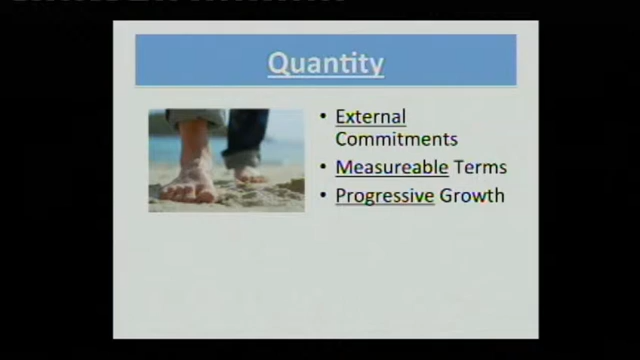 Quantity
• External
Commitments
• Measureable Terms
• Progressive Growth